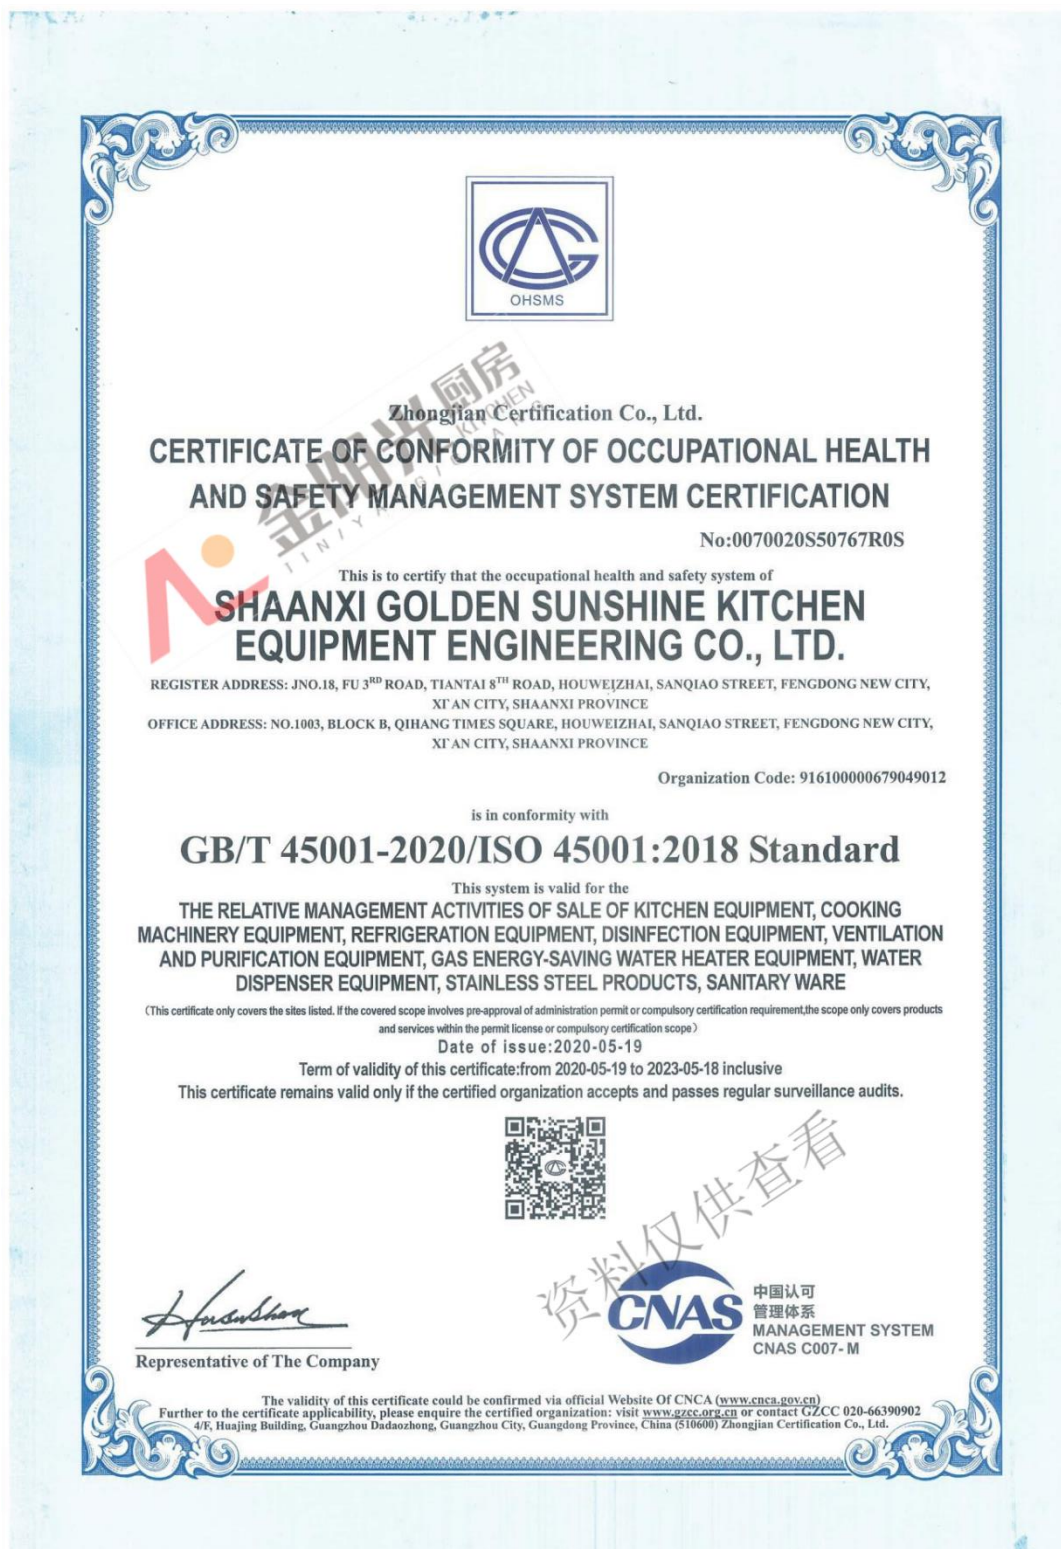 OHSMS
Zhongjian Certification Co., Ltd.
CERTIFICATE OF CONFORMITY OF OCCUPATIONAL HEALTH
AND SAFETY MANAGEMENT SYSTEM CERTIFICATION
No:0070020S50767R0S
This is to certify that the occupational health and safety system of
SHAANXI GOLDEN SUNSHINE KITCHEN
EQUIPMENT ENGINEERING CO., LTD.
REGISTER ADDRESS: JNO.18, FU 3RD ROAD, TIANTAI 8TH ROAD, HOUWEIZHAI, SANQIAO STREET, FENGDONG NEW CITY,
XI'AN CITY, SHAANXI PROVINCE
OFFICE ADDRESS: NO.1003, BLOCK B, QIHANG TIMES SQUARE, HOUWEIZHAI, SANQIAO STREET, FENGDONG NEW CITY,
XI'AN CITY, SHAANXI PROVINCE
Organization Code: 916100000679049012
is in conformity with
GB/T 45001-2020/ISO 45001:2018 Standard
This system is valid for the
THE RELATIVE MANAGEMENT ACTIVITIES OF SALE OF KITCHEN EQUIPMENT, COOKING
MACHINERY EQUIPMENT, REFRIGERATION EQUIPMENT, DISINFECTION EQUIPMENT, VENTILATION
AND PURIFICATION EQUIPMENT, GAS ENERGY-SAVING WATER HEATER EQUIPMENT, WATER
DISPENSER EQUIPMENT, STAINLESS STEEL PRODUCTS, SANITARY WARE
(This certificate only covers the sites listed. If the covered scope involves pre-approval of administration permit or compulsory certification requirement,the scope only covers products
and services within the permit license or compulsory certification scope)
Date of issue:2020-05-19
Term of validity of this certificate:from 2020-05-19 to 2023-05-18 inclusive
This certificate remains valid only if the certified organization accepts and passes regular surveillance audits.
金阳光厨房
KITCHEN
资料仅供查看
CNAS
中国认可
管理体系
MANAGEMENT SYSTEM
CNAS C007-M
Representative of The Company
The validity of this certificate could be confirmed via official Website Of CNCA (www.cnca.gov.cn)
Further to the certificate applicability, please enquire the certified organization: visit www.gzcc.org.cn or contact GZCC 020-66390902
4/F, Huajing Building, Guangzhou Dadaozhong, Guangzhou City, Guangdong Province, China (510600) Zhongjian Certification Co., Ltd.